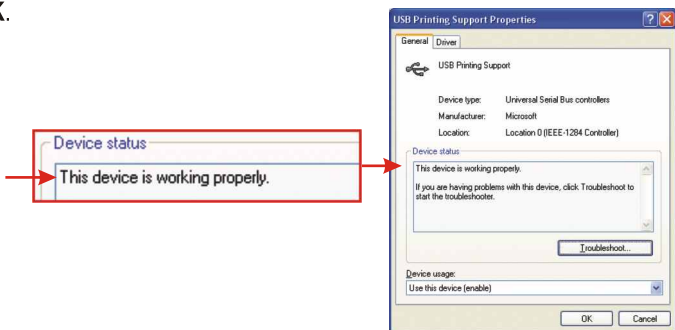 K.
Device status
This device is working properly.
USB Printing Support Properties
General Driver
USB Printing Support
Device type: Universal Serial Bus controllers
Manufacturer: Microsoft
Location: Location 0 (IEEE-1284 Controller)
Device status
This device is working properly.
If you are having problems with this device, click Troubleshoot to
start the troubleshooter.
Troubleshoot...
Device usage:
Use this device (enable)
OK Cancel